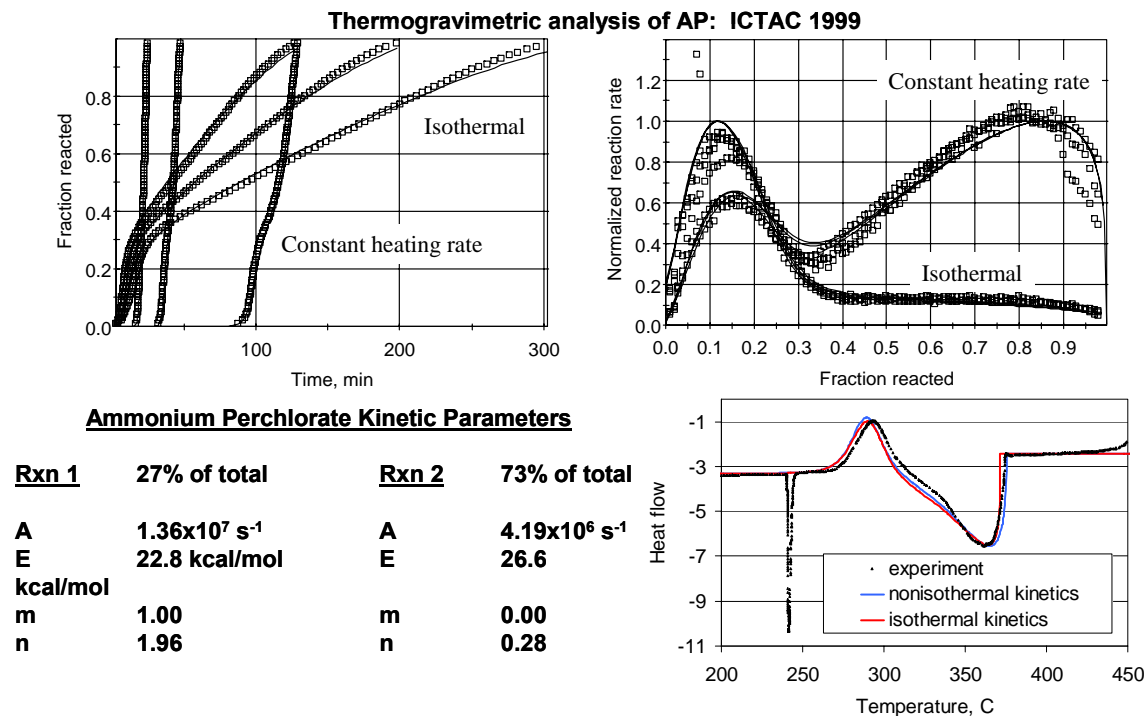 Thermogravimetric analysis of AP: ICTAC 1999
Fraction reacted
0.8
0.6
0.4
0.2
0.0
100
200
300
Time, min
Isothermal
Constant heating rate
Normalized reaction rate
1.2
1.0
0.8
0.6
0.4
0.2
0.0
0.0 0.1 0.2 0.3 0.4 0.5 0.6 0.7 0.8 0.9
Fraction reacted
Constant heating rate
Isothermal
Ammonium Perchlorate Kinetic Parameters
Rxn 1 27% of total Rxn 2 73% of total
A 1.36x10⁷ s⁻¹ A 4.19x10⁶ s⁻¹
E 22.8 kcal/mol E 26.6
kcal/mol
m 1.00 m 0.00
n 1.96 n 0.28
Heat flow
-1
-3
-5
-7
-9
-11
200 250 300 350 400 450
Temperature, C
experiment
nonisothermal kinetics
isothermal kinetics